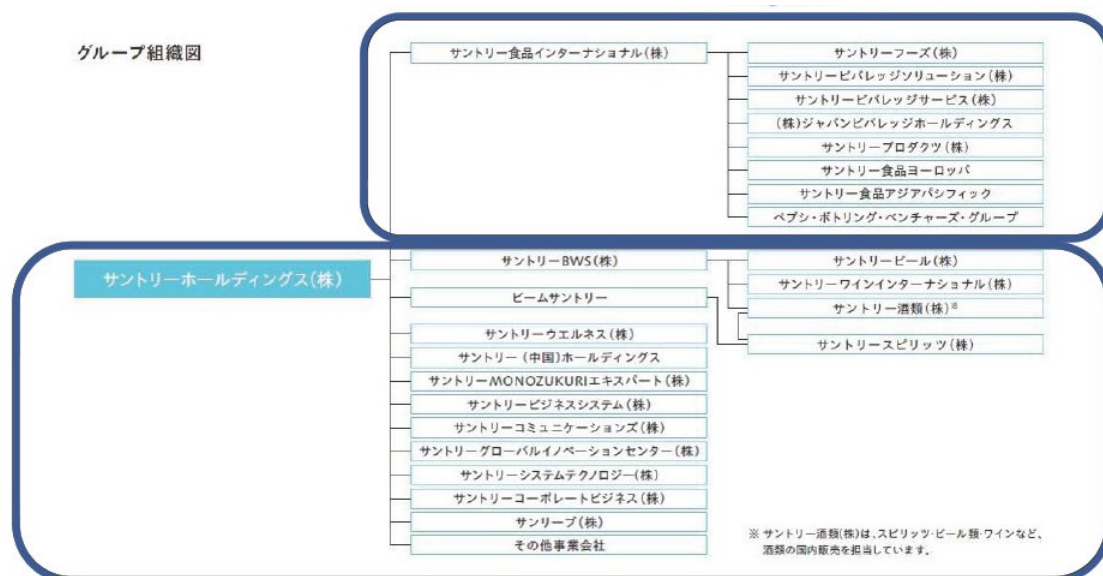 グループ組織図
サントリー食品インターナショナル(株)
サントリーフーズ(株)
サントリービバレッジソリューション(株)
サントリービバレッジサービス(株)
(株)ジャパンビバレッジホールディングス
サントリープロダクツ(株)
サントリー食品ヨーロッパ
サントリー食品アジアパシフィック
ペプシ・ボトリング・ベンチャーズ・グループ
サントリーホールディングス(株)
サントリーBWS(株)
サントリービール(株)
サントリーワインインターナショナル(株)
サントリー酒類(株)※
ビームサントリー
サントリースピリッツ(株)
サントリーウエルネス(株)
サントリー(中国)ホールディングス
サントリーMONOZUKURIエキスパート(株)
サントリービジネスシステム(株)
サントリーコミュニケーションズ(株)
サントリーグローバルイノベーションセンター(株)
サントリーシステムテクノロジー(株)
サントリーコーポレートビジネス(株)
サンリーブ(株)
その他事業会社
※ サントリー酒類(株)は、スピリッツ・ビール類・ワインなど、
酒類の国内販売を担当しています。